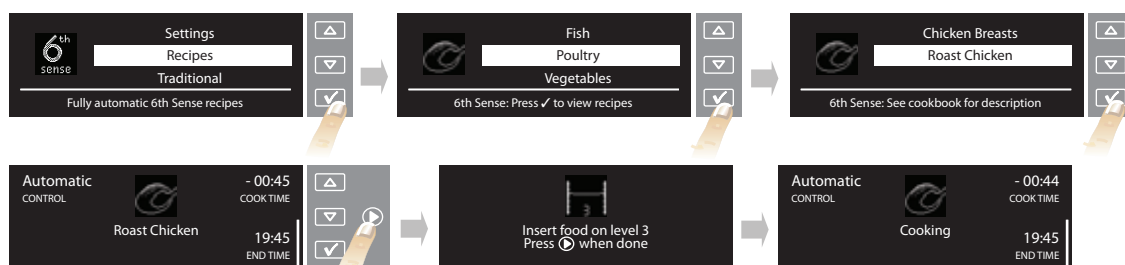 6th
sense
Settings
Recipes
Traditional
Fully automatic 6th Sense recipes
Fish
Poultry
Vegetables
6th Sense: Press ✓ to view recipes
Chicken Breasts
Roast Chicken
6th Sense: See cookbook for description
Automatic
CONTROL
- 00:45
COOK TIME
Roast Chicken
19:45
END TIME
3
Insert food on level 3
Press ▶ when done
Automatic
CONTROL
- 00:44
COOK TIME
Cooking
19:45
END TIME